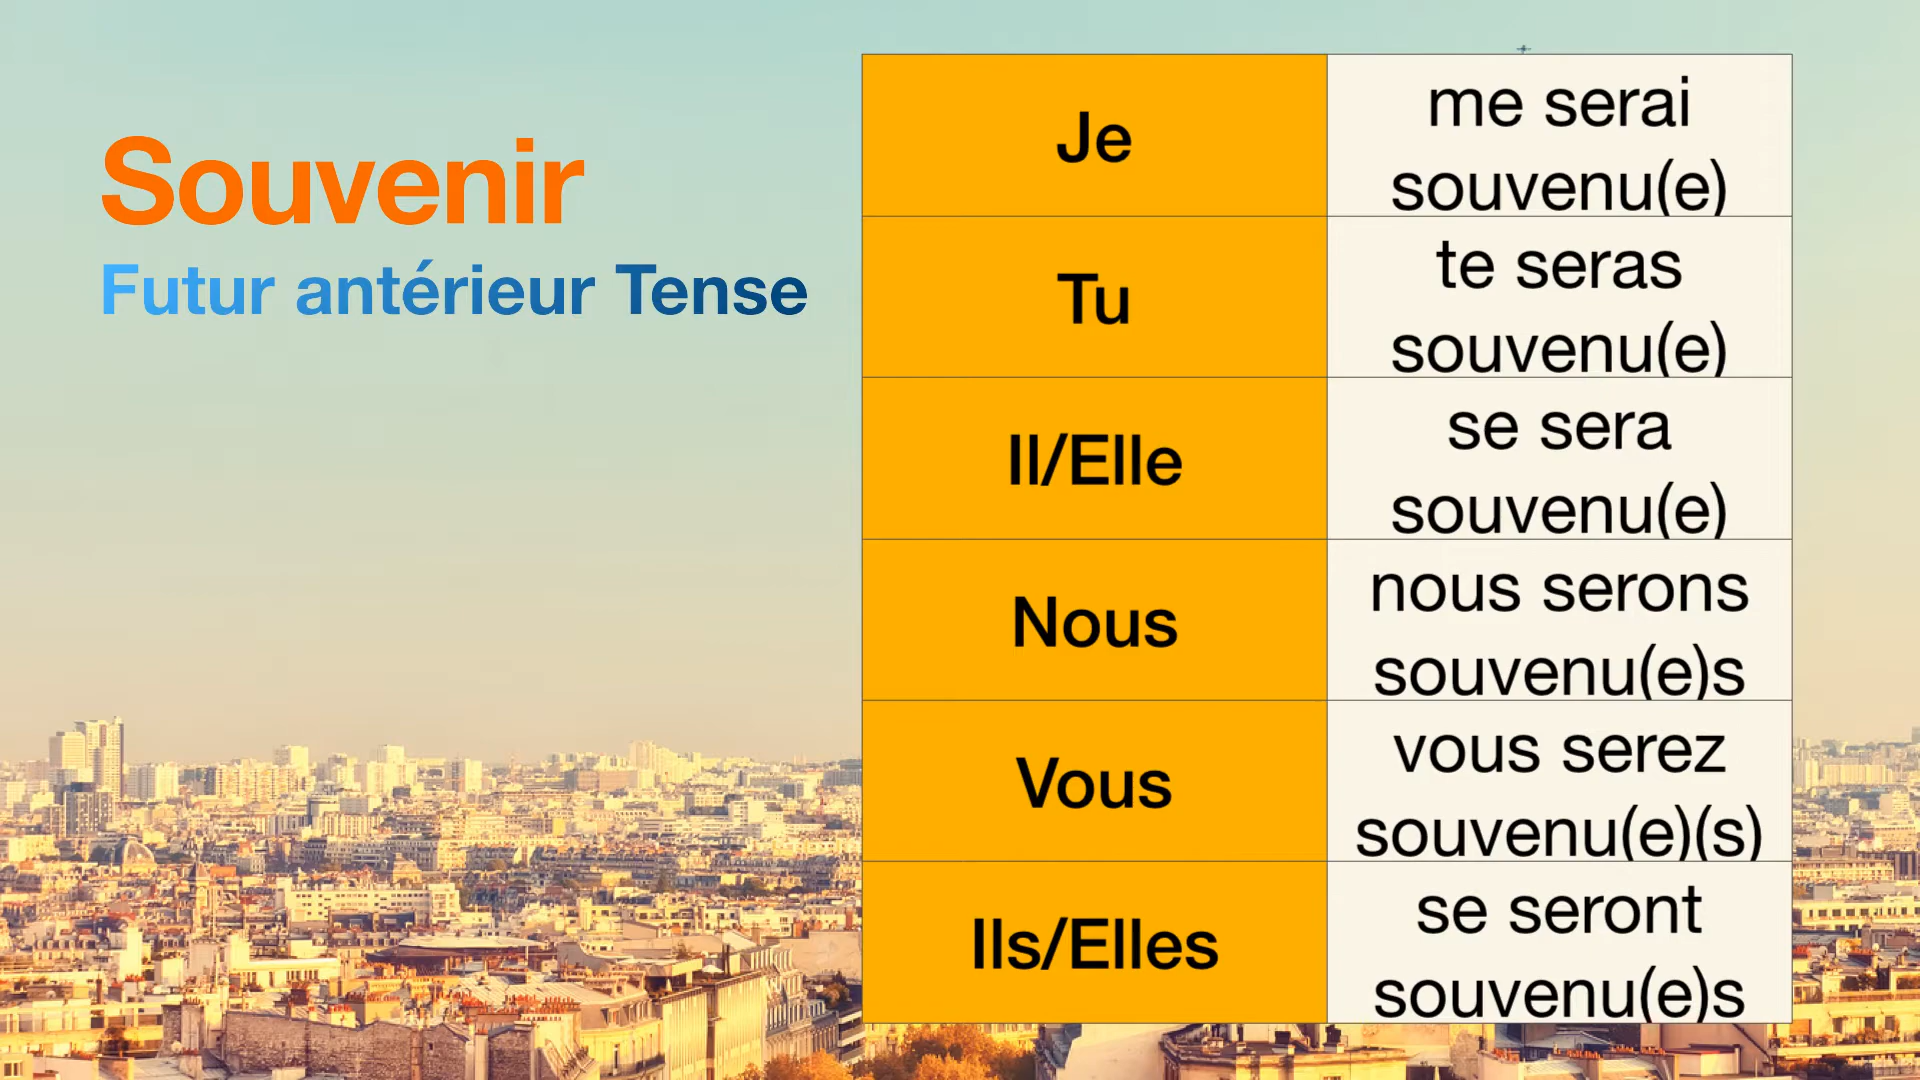 Souvenir
Futur antérieur Tense
Je
me serai
souvenu(e)
Tu
te seras
souvenu(e)
Il/Elle
se sera
souvenu(e)
Nous
nous serons
souvenu(e)s
Vous
vous serez
souvenu(e)(s)
Ils/Elles
se seront
souvenu(e)s